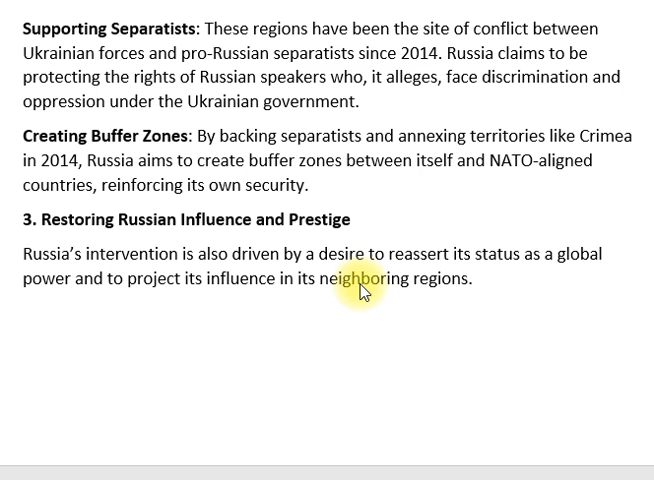 Supporting Separatists: These regions have been the site of conflict between
Ukrainian forces and pro-Russian separatists since 2014. Russia claims to be
protecting the rights of Russian speakers who, it alleges, face discrimination and
oppression under the Ukrainian government.
Creating Buffer Zones: By backing separatists and annexing territories like Crimea
in 2014, Russia aims to create buffer zones between itself and NATO-aligned
countries, reinforcing its own security.
3. Restoring Russian Influence and Prestige
Russia’s intervention is also driven by a desire to reassert its status as a global
power and to project its influence in its neighboring regions.